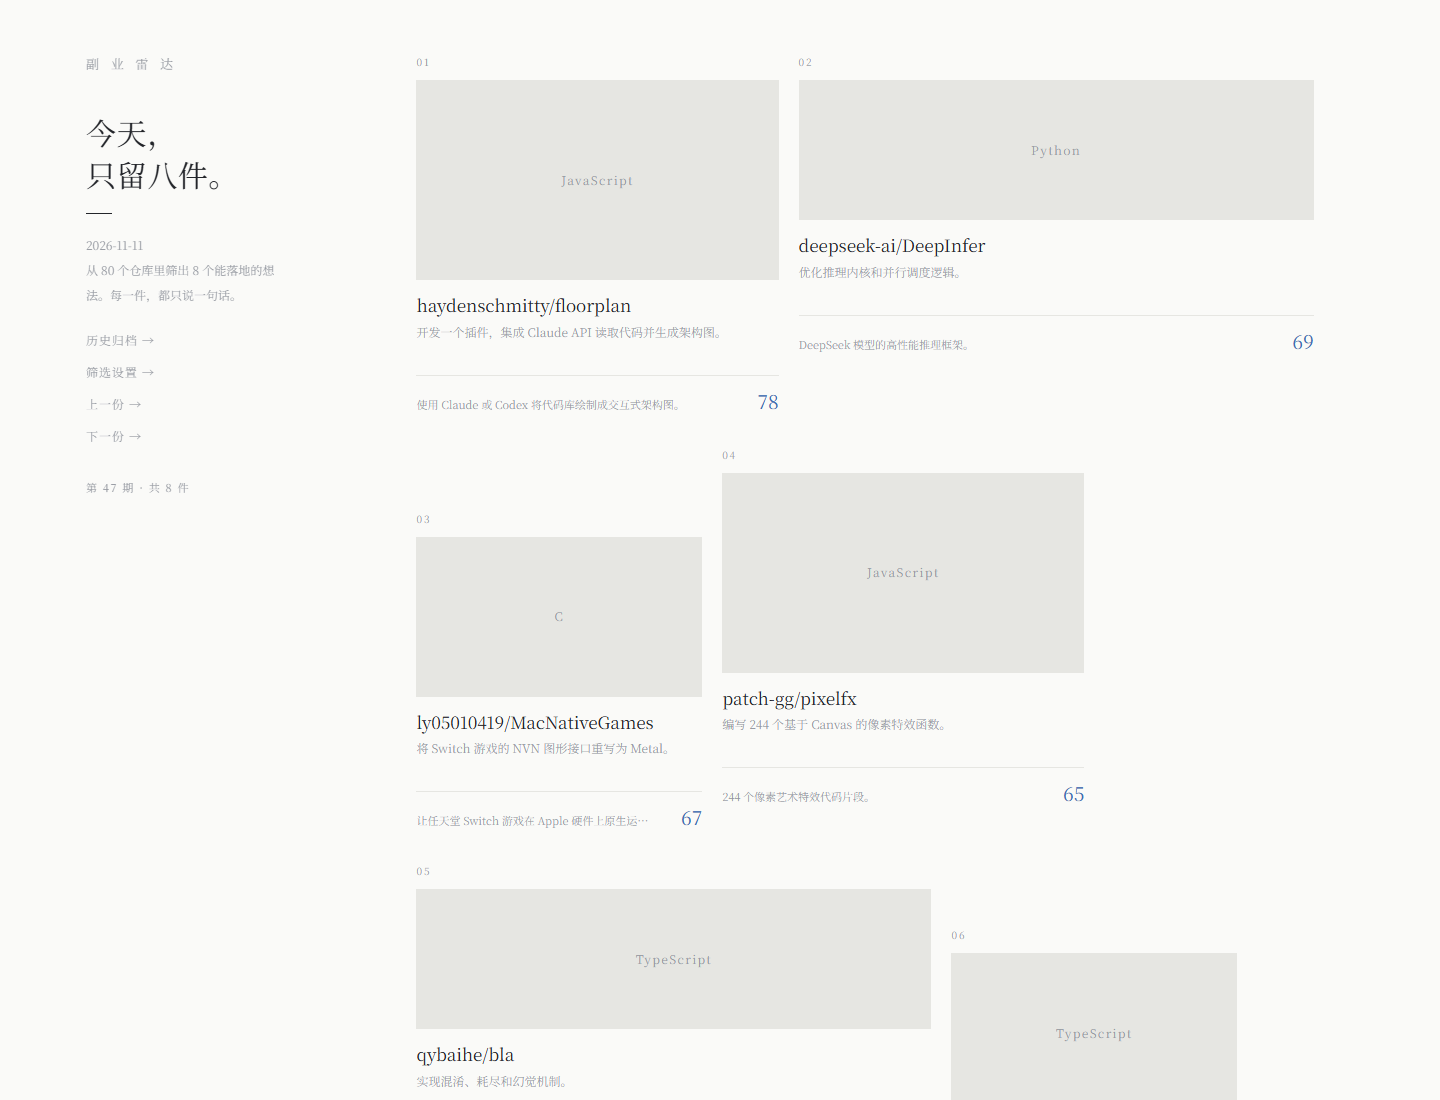 副业雷达
今天，
只留八件。
2026-11-11
从 80 个仓库里筛出 8 个能落地的想
法。每一件，都只说一句话。
历史归档 →
筛选设置 →
上一份 →
下一份 →
第 47 期 · 共 8 件
01
JavaScript
haydenschmitty/floorplan
开发一个插件，集成 Claude API 读取代码并生成架构图。
使用 Claude 或 Codex 将代码库绘制成交互式架构图。
78
02
Python
deepseek-ai/DeepInfer
优化推理内核和并行调度逻辑。
DeepSeek 模型的高性能推理框架。
69
03
C
ly05010419/MacNativeGames
将 Switch 游戏的 NVN 图形接口重写为 Metal。
让任天堂 Switch 游戏在 Apple 硬件上原生运…
67
04
JavaScript
patch-gg/pixelfx
编写 244 个基于 Canvas 的像素特效函数。
244 个像素艺术特效代码片段。
65
05
TypeScript
qybaihe/bla
实现混淆、耗尽和幻觉机制。
06
TypeScript